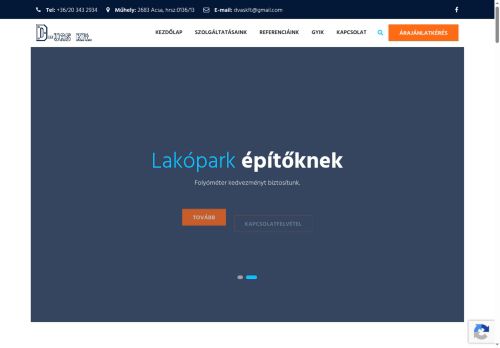 Tel: +36/20 343 2934 Műhely: 2683 Acsa, hrsz.0136/13 E-mail: dvaskft@gmail.com
KEZDŐLAP SZOLGÁLTATÁSAINK REFERENCIÁINK GYIK KAPCSOLAT ÁRAJÁNLATKÉRÉS
Lakópark építőknek
Folyóméter kedvezményt biztosítunk.
TOVÁBB KAPCSOLATFELVÉTEL